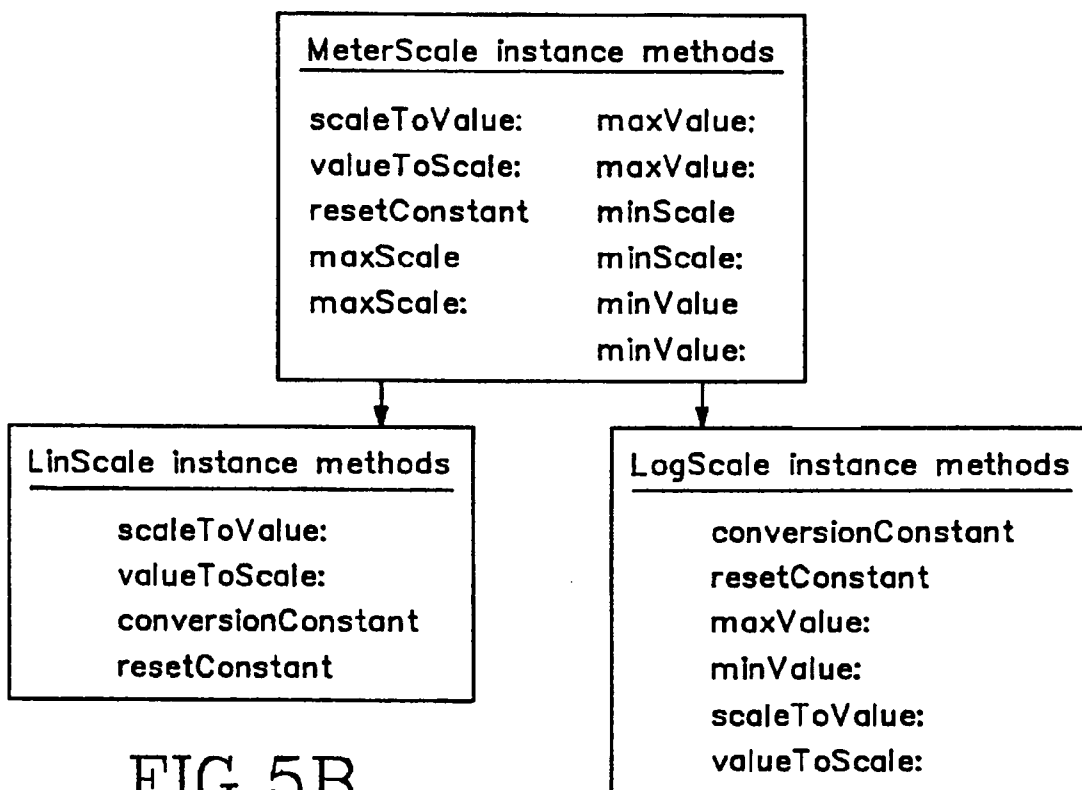 MeterScale instance methods
scaleToValue:
valueToScale:
resetConstant
maxScale
maxScale:
maxValue:
maxValue:
minScale
minScale:
minValue
minValue:
LinScale instance methods
scaleToValue:
valueToScale:
conversionConstant
resetConstant
LogScale instance methods
conversionConstant
resetConstant
maxValue:
minValue:
scaleToValue:
valueToScale:
FIG. 5B